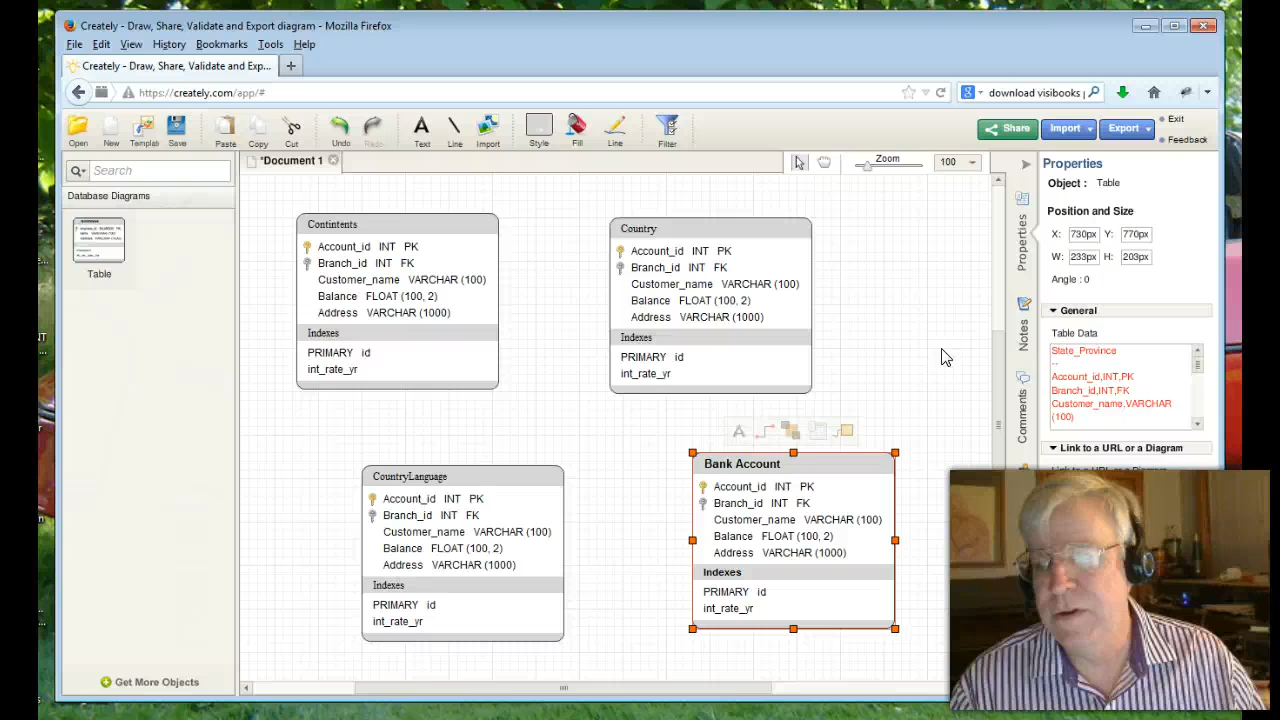 Creately - Draw, Share, Validate and Export diagram - Mozilla Firefox
File Edit View History Bookmarks Tools Help
Creately - Draw, Share, Validate and Exp...
https://creately.com/app/#
download visibooks
Open New Template Save Paste Copy Cut Undo Redo Text Line Import Style Fill Line Filter
Share Import Export
Exit
Feedback
Search
*Document 1
Zoom
100
Database Diagrams
Table
Get More Objects
Contintents
Account_id INT PK
Branch_id INT FK
Customer_name VARCHAR (100)
Balance FLOAT (100, 2)
Address VARCHAR (1000)
Indexes
PRIMARY id
int_rate_yr
Country
Account_id INT PK
Branch_id INT FK
Customer_name VARCHAR (100)
Balance FLOAT (100, 2)
Address VARCHAR (1000)
Indexes
PRIMARY id
int_rate_yr
CountryLanguage
Account_id INT PK
Branch_id INT FK
Customer_name VARCHAR (100)
Balance FLOAT (100, 2)
Address VARCHAR (1000)
Indexes
PRIMARY id
int_rate_yr
Bank Account
Account_id INT PK
Branch_id INT FK
Customer_name VARCHAR (100)
Balance FLOAT (100, 2)
Address VARCHAR (1000)
Indexes
PRIMARY id
int_rate_yr
Properties
Notes
Comments
Properties
Object : Table
Position and Size
X: 730px Y: 770px
W: 233px H: 203px
Angle : 0
General
Table Data
State_Province
--
Account_id,INT,PK
Branch_id,INT,FK
Customer_name,VARCHAR
(100)
Link to a URL or a Diagram